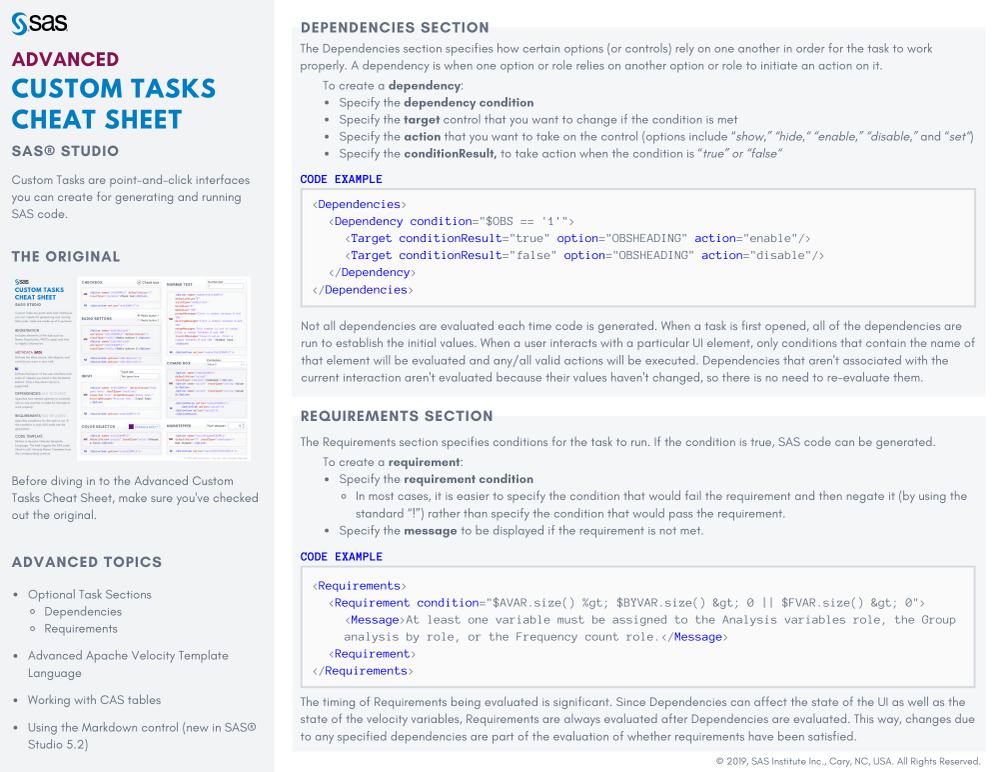 sas
ADVANCED
CUSTOM TASKS
CHEAT SHEET
SAS® STUDIO
Custom Tasks are point-and-click interfaces
you can create for generating and running
SAS code.
THE ORIGINAL
sas
CUSTOM TASKS
CHEAT SHEET
SAS STUDIO
CHECKBOX
RADIO BUTTONS
INPUT
COLOR SELECTOR
NUMBER TEXT
COMBO BOX
Before diving in to the Advanced Custom
Tasks Cheat Sheet, make sure you've checked
out the original.
ADVANCED TOPICS
• Optional Task Sections
◦ Dependencies
◦ Requirements
• Advanced Apache Velocity Template
Language
• Working with CAS tables
• Using the Markdown control (new in SAS®
Studio 5.2)
DEPENDENCIES SECTION
The Dependencies section specifies how certain options (or controls) rely on one another in order for the task to work
properly. A dependency is when one option or role relies on another option or role to initiate an action on it.
To create a dependency:
• Specify the dependency condition
• Specify the target control that you want to change if the condition is met
• Specify the action that you want to take on the control (options include “show,” “hide,“ “enable,” “disable,” and “set“)
• Specify the conditionResult, to take action when the condition is “true” or “false“
CODE EXAMPLE
<Dependencies>
<Dependency condition="$OBS == '1'">
<Target conditionResult="true" option="OBSHEADING" action="enable"/>
<Target conditionResult="false" option="OBSHEADING" action="disable"/>
</Dependency>
</Dependencies>
Not all dependencies are evaluated each time code is generated. When a task is first opened, all of the dependencies are
run to establish the initial values. When a user interacts with a particular UI element, only conditions that contain the name of
that element will be evaluated and any/all valid actions will be executed. Dependencies that aren't associated with the
current interaction aren't evaluated because their values haven't changed, so there is no need to re-evaluate them.
REQUIREMENTS SECTION
The Requirements section specifies conditions for the task to run. If the condition is true, SAS code can be generated.
To create a requirement:
• Specify the requirement condition
◦ In most cases, it is easier to specify the condition that would fail the requirement and then negate it (by using the
standard “!”) rather than specify the condition that would pass the requirement.
• Specify the message to be displayed if the requirement is not met.
CODE EXAMPLE
<Requirements>
<Requirement condition="$AVAR.size() %gt; $BYVAR.size() &gt; 0 || $FVAR.size() &gt; 0">
<Message>At least one variable must be assigned to the Analysis variables role, the Group
analysis by role, or the Frequency count role.</Message>
<Requirement>
</Requirements>
The timing of Requirements being evaluated is significant. Since Dependencies can affect the state of the UI as well as the
state of the velocity variables, Requirements are always evaluated after Dependencies are evaluated. This way, changes due
to any specified dependencies are part of the evaluation of whether requirements have been satisfied.
© 2019, SAS Institute Inc., Cary, NC, USA. All Rights Reserved.